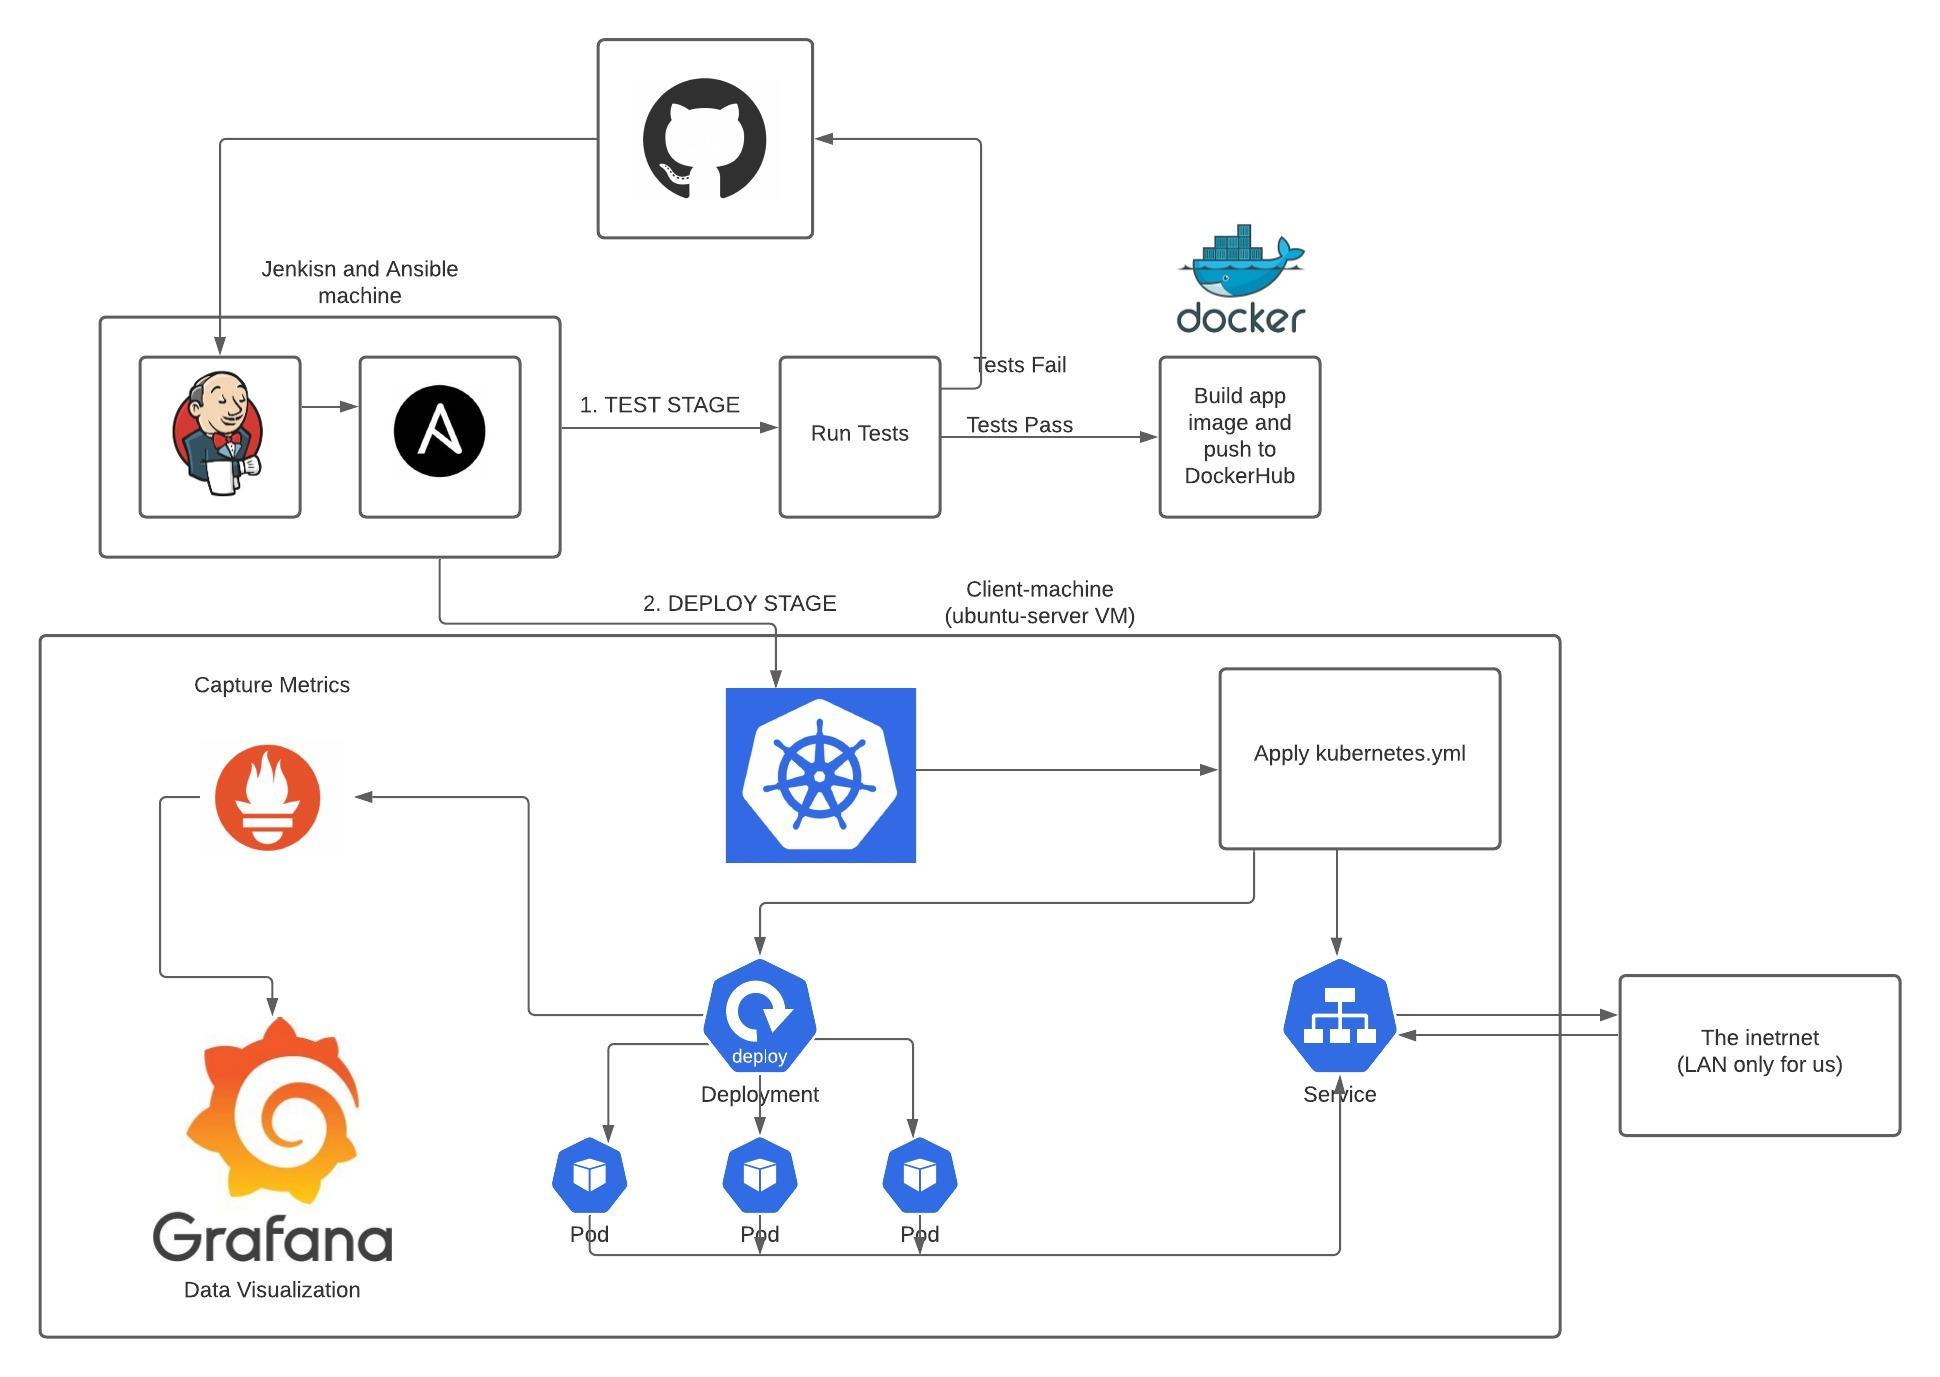 Jenkisn and Ansible
machine
docker
Tests Fail
1. TEST STAGE
Run Tests
Tests Pass
Build app
image and
push to
DockerHub
2. DEPLOY STAGE
Client-machine
(ubuntu-server VM)
Capture Metrics
Apply kubernetes.yml
deploy
Deployment
Service
The inetrnet
(LAN only for us)
Pod
Pod
Pod
Grafana
Data Visualization